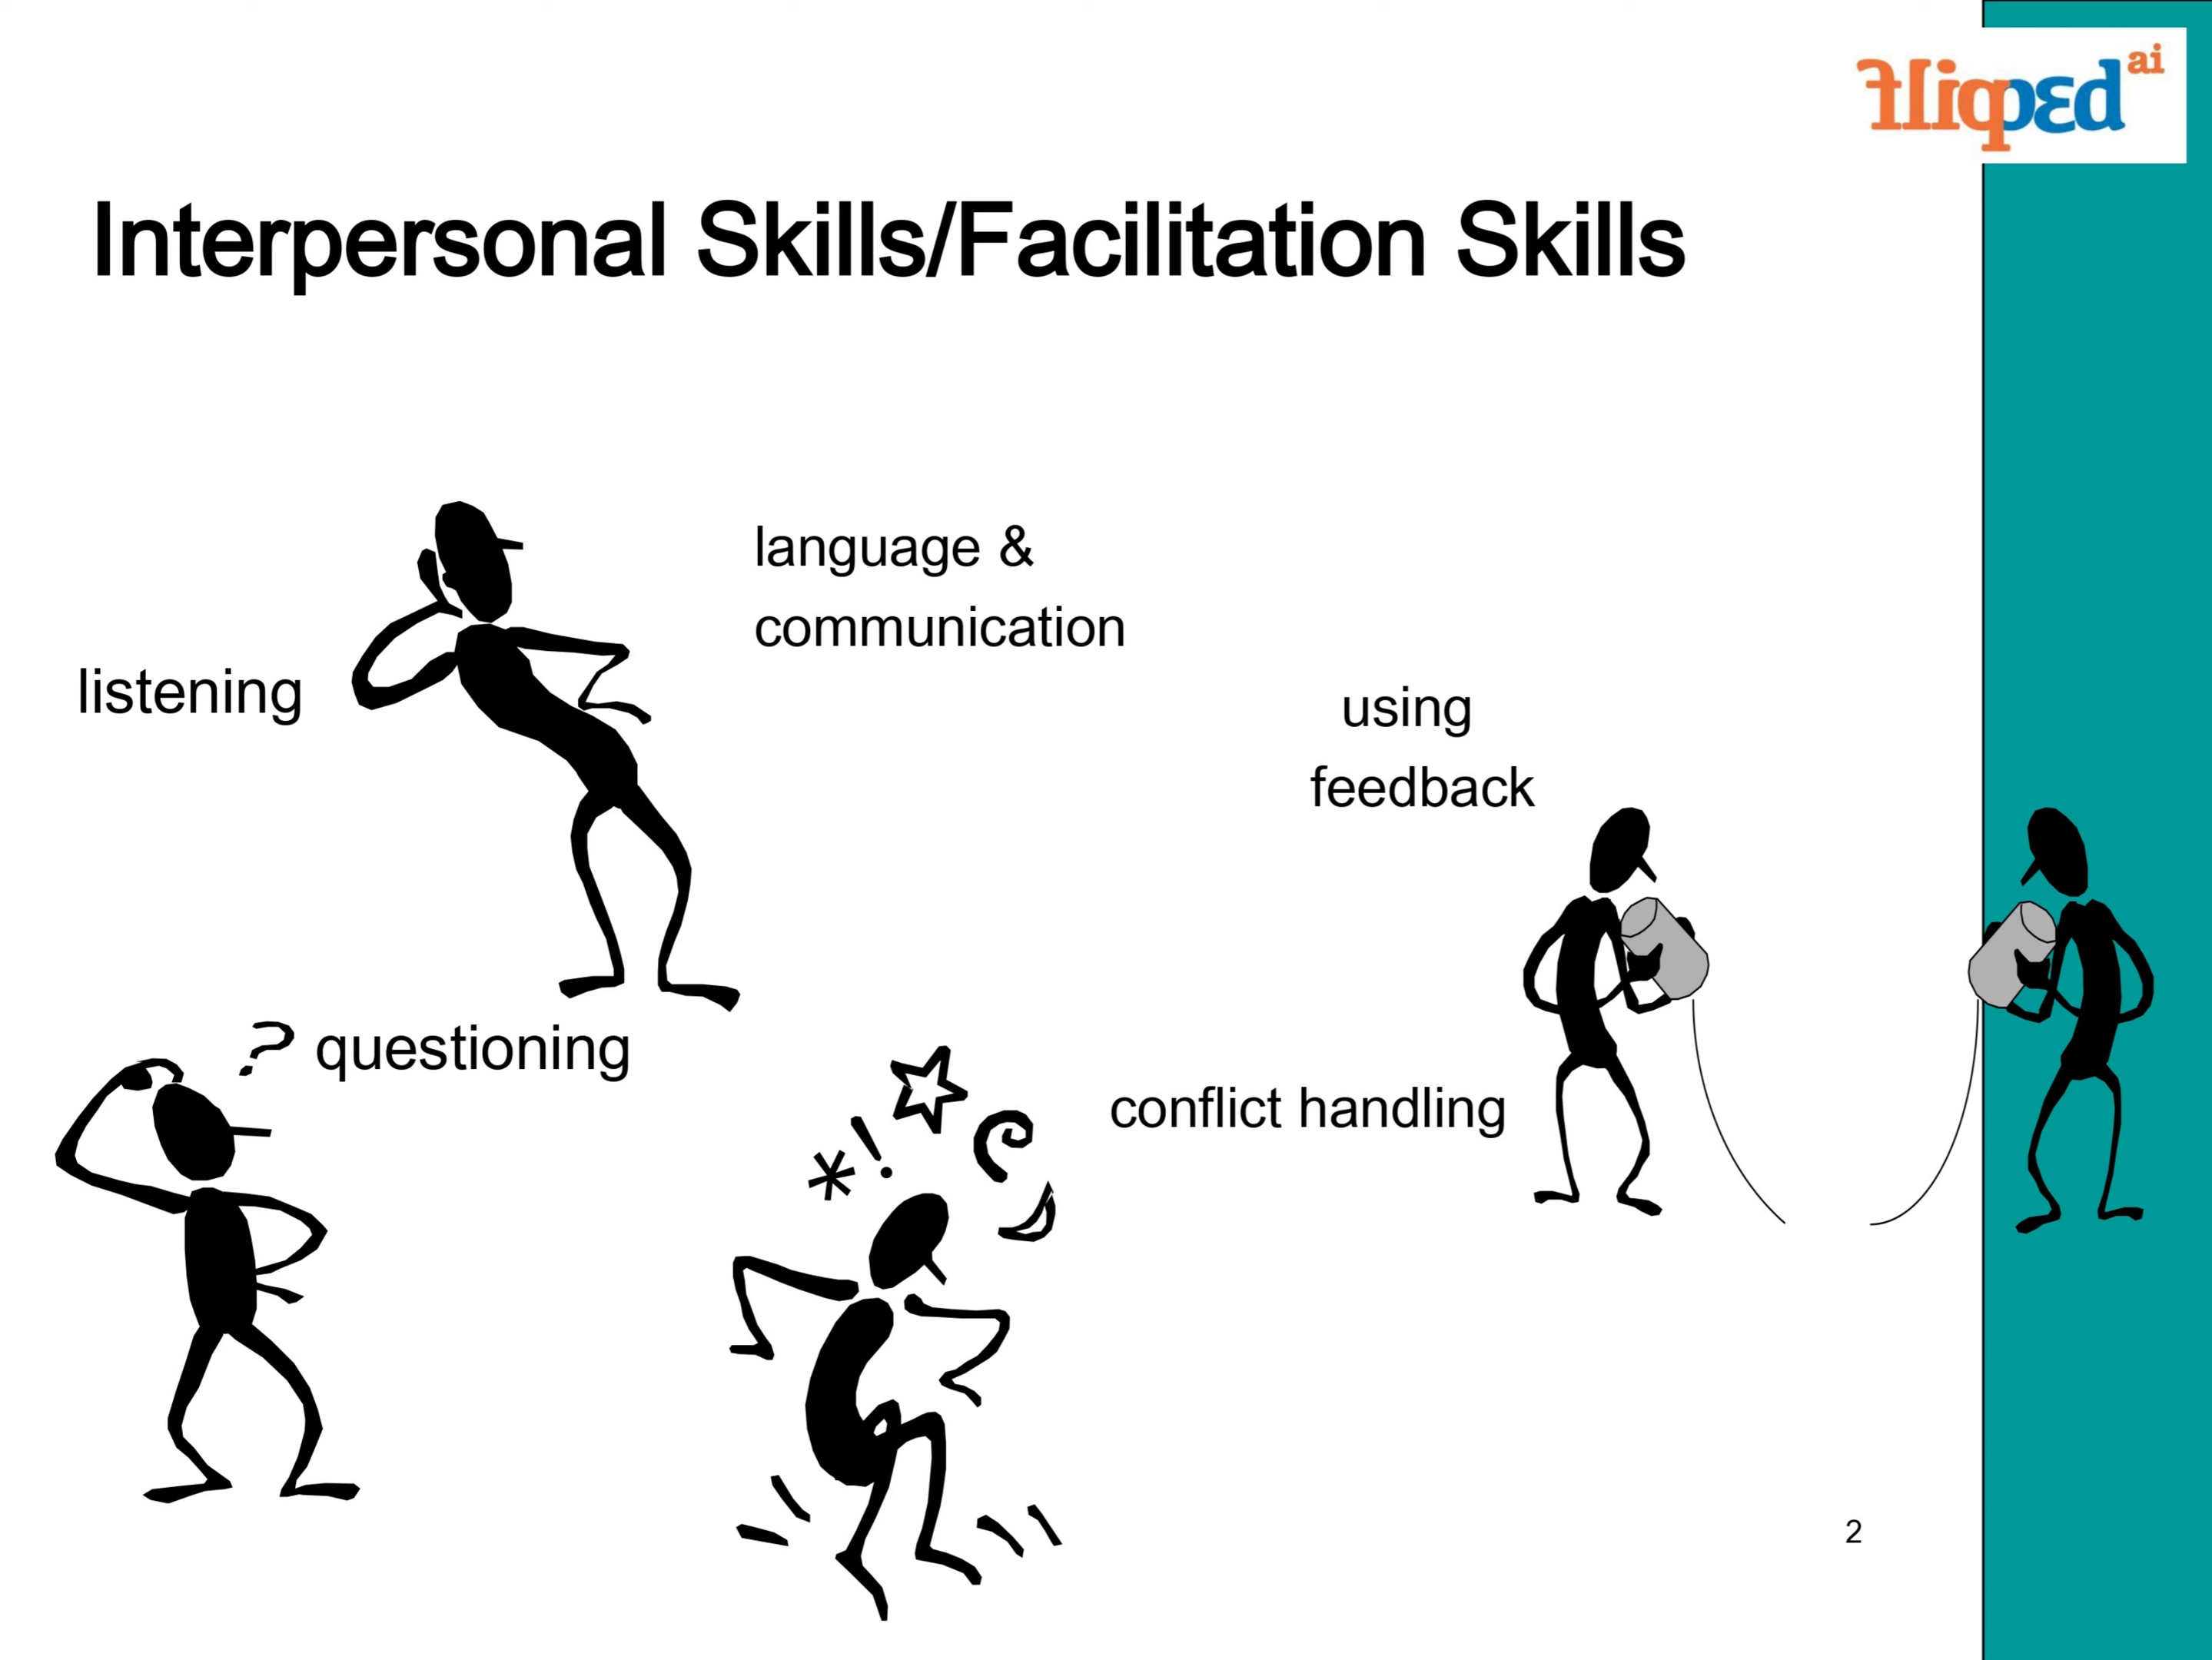 flipped ai
Interpersonal Skills/Facilitation Skills
language &
communication
listening
using
feedback
? questioning
*!
conflict handling
2